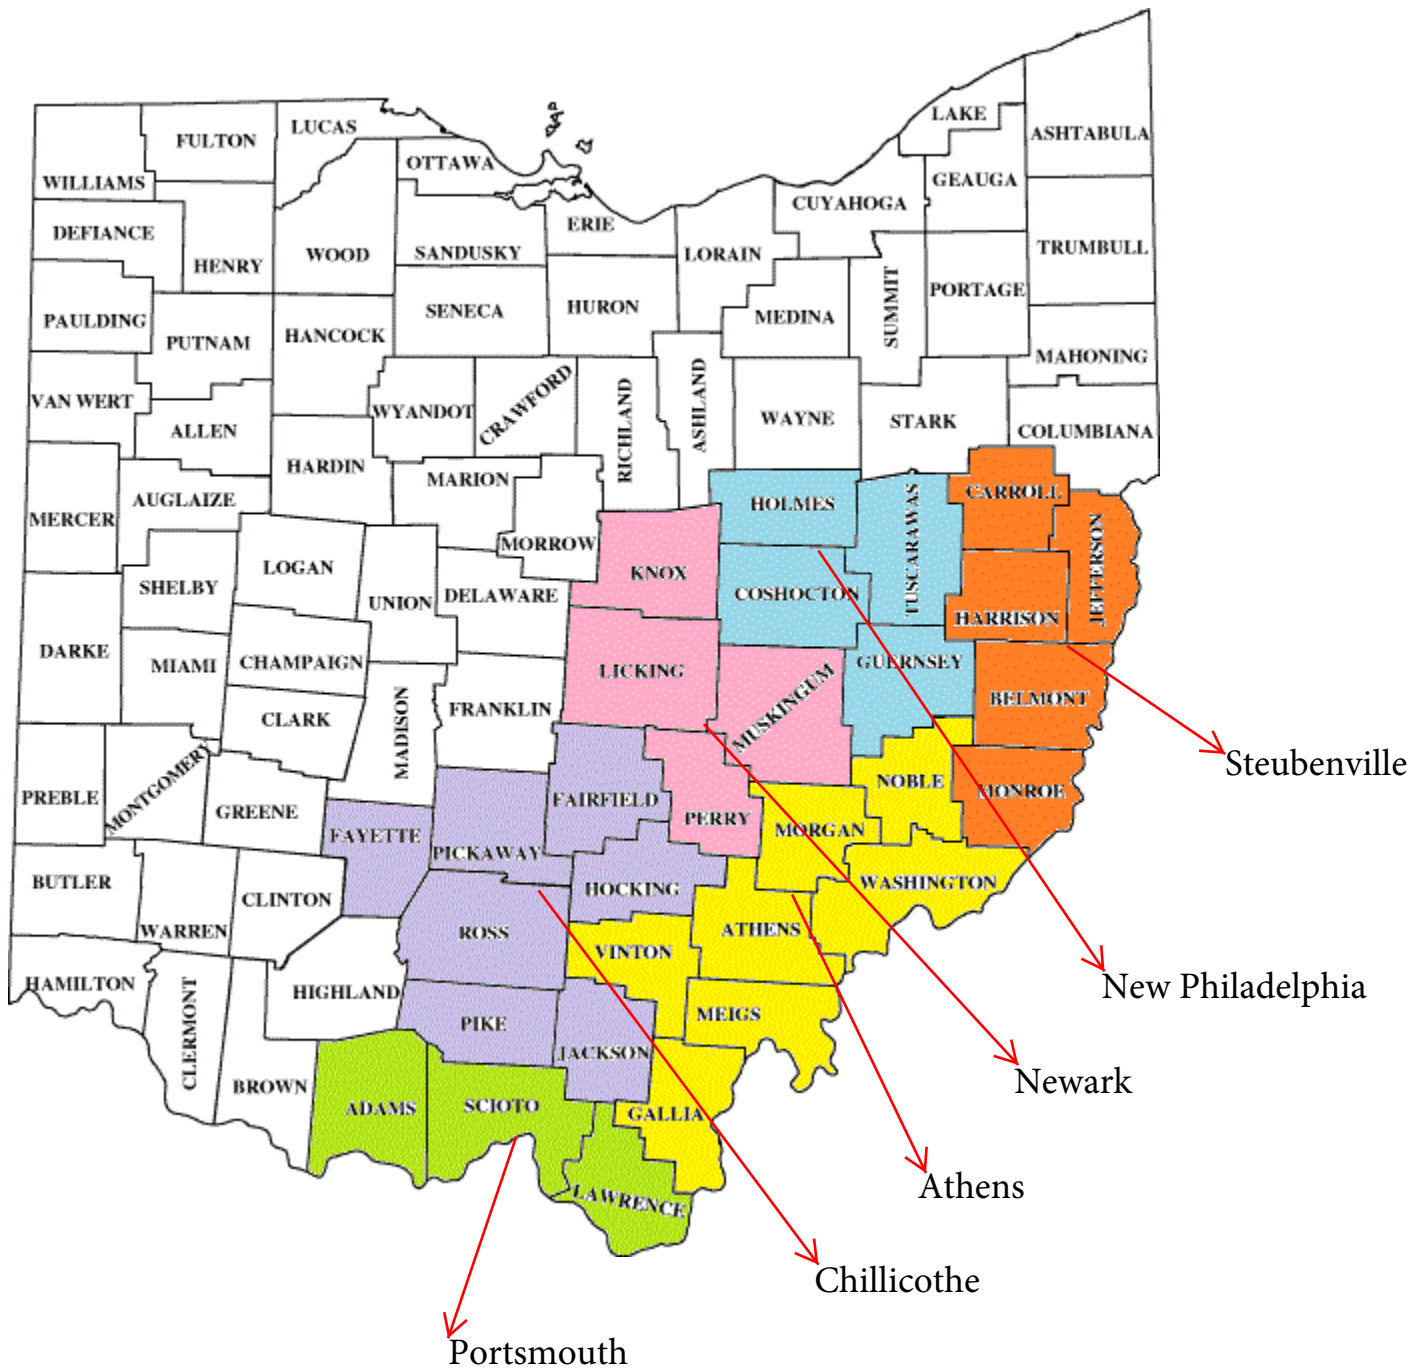 LAKE
ASHTABULA
LUCAS
FULTON
OTTAWA
GEAUGA
WILLIAMS
CUYAHOGA
ERIE
DEFIANCE
TRUMBULL
WOOD
SANDUSKY
LORAIN
HENRY
PORTAGE
SUMMIT
SENECA
HURON
MEDINA
PAULDING
HANCOCK
PUTNAM
MAHONING
VAN WERT
WYANDOT
CRAWFORD
RICHLAND
ASHLAND
WAYNE
STARK
COLUMBIANA
ALLEN
HARDIN
MARION
AUGLAIZE
CARROLL
HOLMES
MERCER
TUSCARAWAS
JEFFERSON
MORROW
LOGAN
KNOX
SHELBY
UNION
DELAWARE
COSHOCTON
HARRISON
DARKE
MIAMI
CHAMPAIGN
LICKING
GUERNSEY
BELMONT
CLARK
MADISON
FRANKLIN
MUSKINGUM
Steubenville
MONTGOMERY
PREBLE
GREENE
FAIRFIELD
NOBLE
MONROE
FAYETTE
PERRY
MORGAN
PICKAWAY
BUTLER
CLINTON
HOCKING
WASHINGTON
WARREN
ROSS
VINTON
ATHENS
HAMILTON
HIGHLAND
New Philadelphia
CLERMONT
PIKE
MEIGS
JACKSON
BROWN
Newark
ADAMS
SCIOTO
GALLIA
LAWRENCE
Athens
Chillicothe
Portsmouth